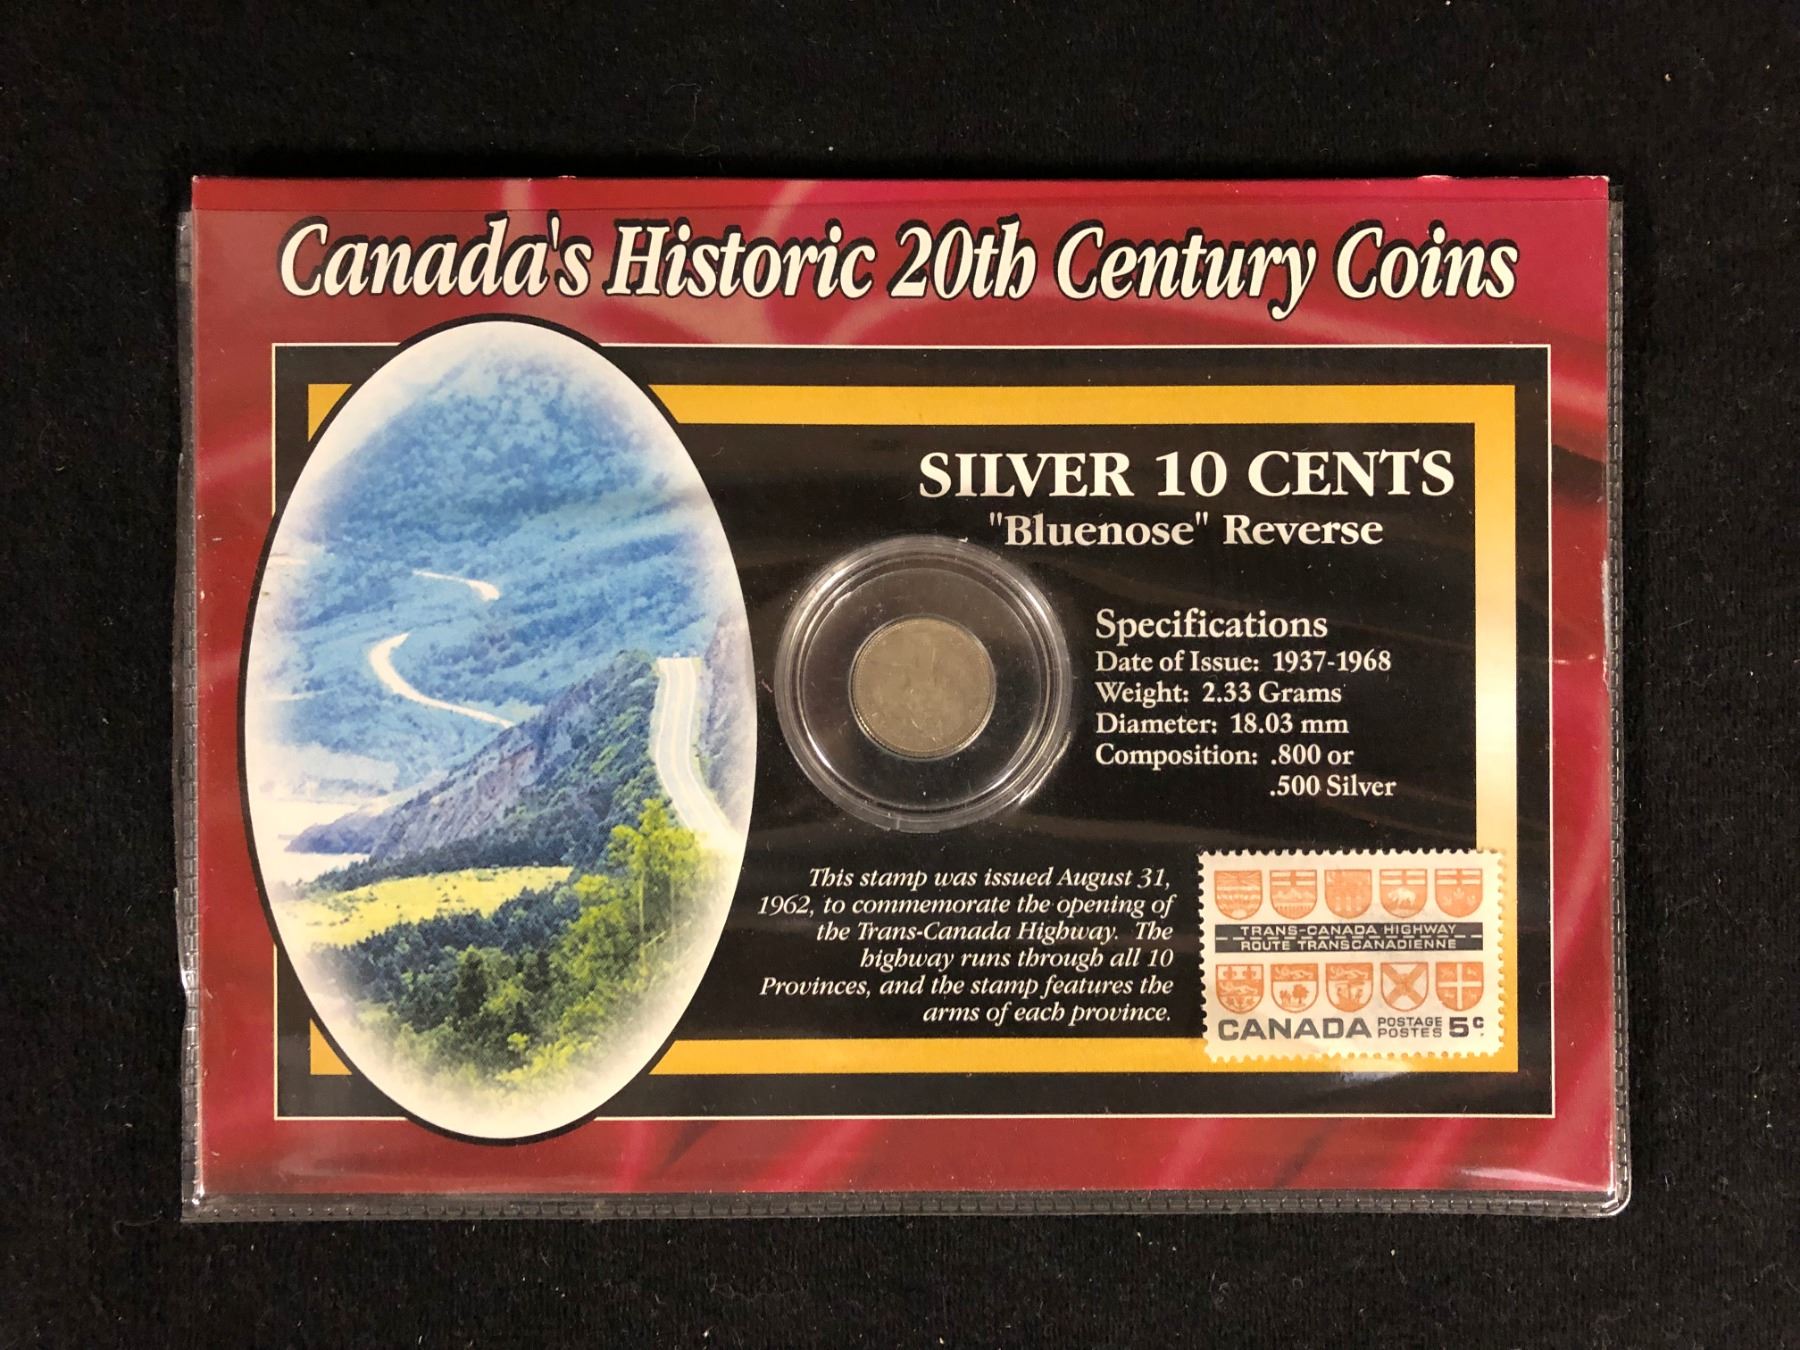 Canada's Historic 20th Century Coins
SILVER 10 CENTS
"Bluenose" Reverse
Specifications
Date of Issue: 1937-1968
Weight: 2.33 Grams
Diameter: 18.03 mm
Composition: .800 or
.500 Silver
This stamp was issued August 31,
1962, to commemorate the opening of
the Trans-Canada Highway. The
highway runs through all 10
Provinces, and the stamp features the
arms of each province.
TRANS-CANADA HIGHWAY
ROUTE TRANSCANADIENNE
CANADA POSTAGE POSTES 5¢